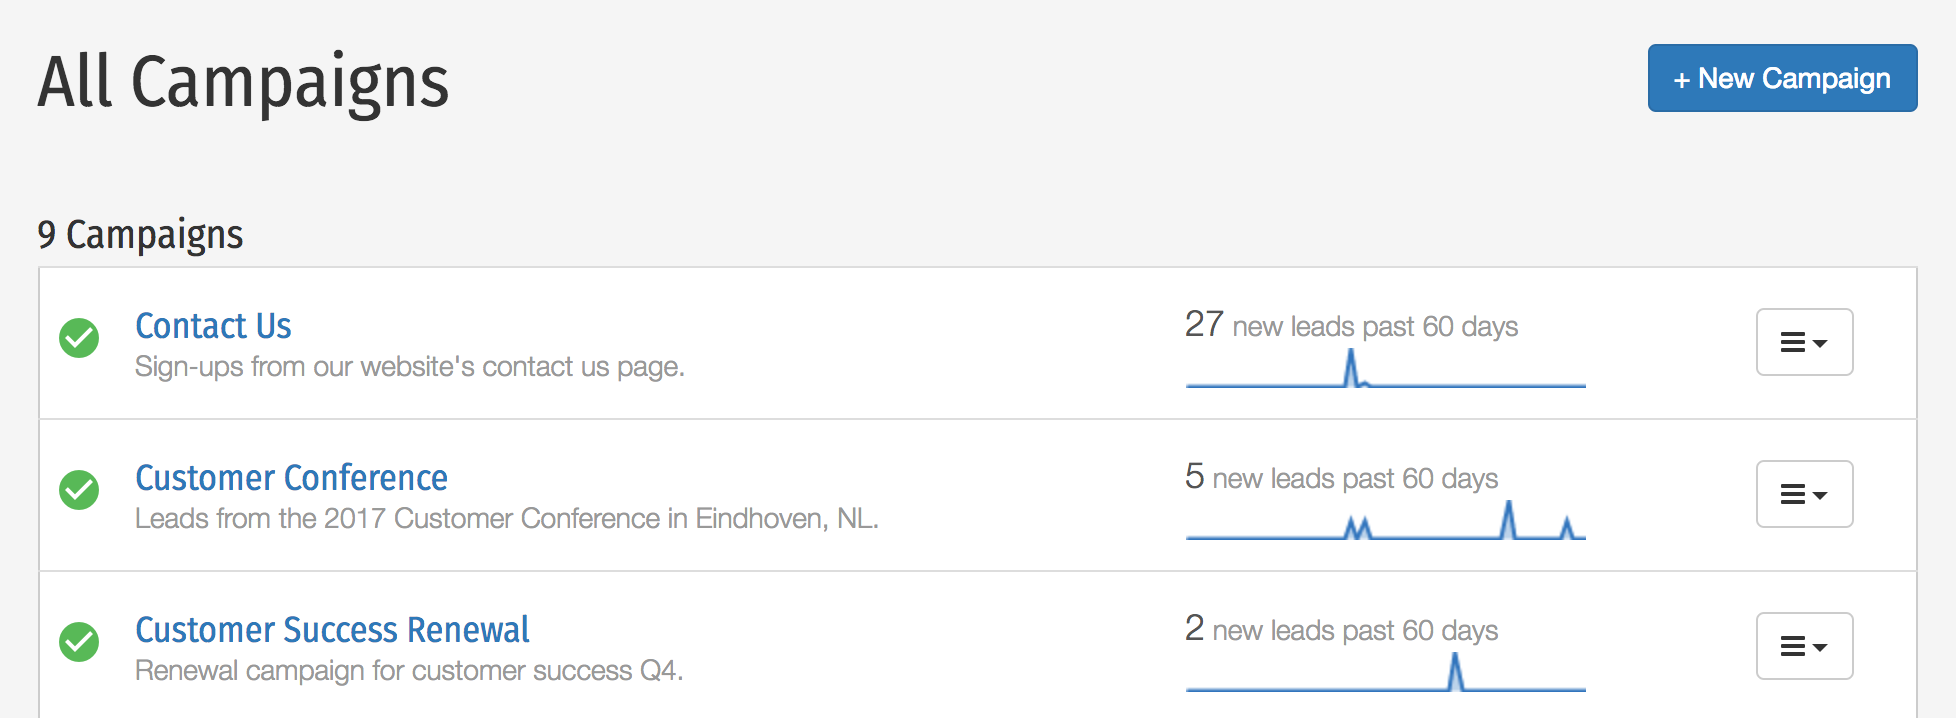 All Campaigns
+ New Campaign
9 Campaigns
Contact Us
27 new leads past 60 days
Sign-ups from our website's contact us page.
Customer Conference
5 new leads past 60 days
Leads from the 2017 Customer Conference in Eindhoven, NL.
Customer Success Renewal
2 new leads past 60 days
Renewal campaign for customer success Q4.